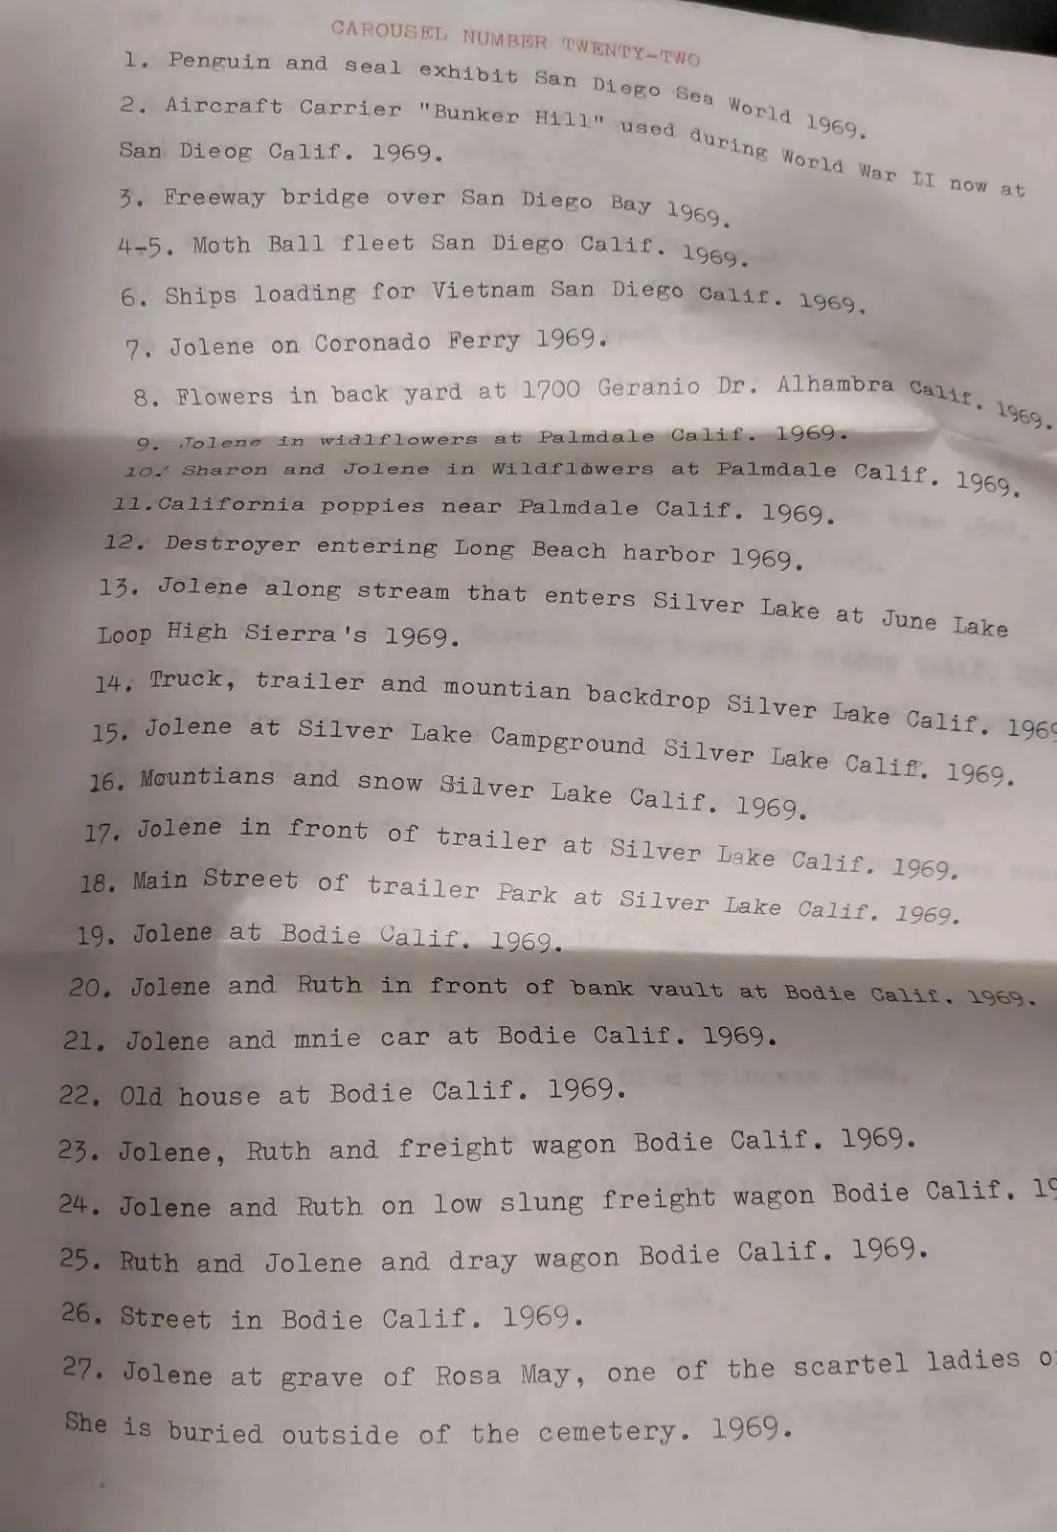 CAROUSEL NUMBER TWENTY-TWO
1. Penguin and seal exhibit San Diego Sea World 1969.
2. Aircraft Carrier "Bunker Hill" used during World War II now at
San Dieog Calif. 1969.
3. Freeway bridge over San Diego Bay 1969.
4-5. Moth Ball fleet San Diego Calif. 1969.
6. Ships loading for Vietnam San Diego Calif. 1969.
7. Jolene on Coronado Ferry 1969.
8. Flowers in back yard at 1700 Geranio Dr. Alhambra Calif. 1969.
9. Jolene in widlflowers at Palmdale Calif. 1969.
10. Sharon and Jolene in Wildflowers at Palmdale Calif. 1969.
11.California poppies near Palmdale Calif. 1969.
12. Destroyer entering Long Beach harbor 1969.
13. Jolene along stream that enters Silver Lake at June Lake
Loop High Sierra's 1969.
14. Truck, trailer and mountian backdrop Silver Lake Calif. 1969
15. Jolene at Silver Lake Campground Silver Lake Calif. 1969.
16. Mountians and snow Silver Lake Calif. 1969.
17. Jolene in front of trailer at Silver Lake Calif. 1969.
18. Main Street of trailer Park at Silver Lake Calif. 1969.
19. Jolene at Bodie Calif. 1969.
20. Jolene and Ruth in front of bank vault at Bodie Calif. 1969.
21. Jolene and mnie car at Bodie Calif. 1969.
22. Old house at Bodie Calif. 1969.
23. Jolene, Ruth and freight wagon Bodie Calif. 1969.
24. Jolene and Ruth on low slung freight wagon Bodie Calif. 19
25. Ruth and Jolene and dray wagon Bodie Calif. 1969.
26. Street in Bodie Calif. 1969.
27. Jolene at grave of Rosa May, one of the scartel ladies o
She is buried outside of the cemetery. 1969.